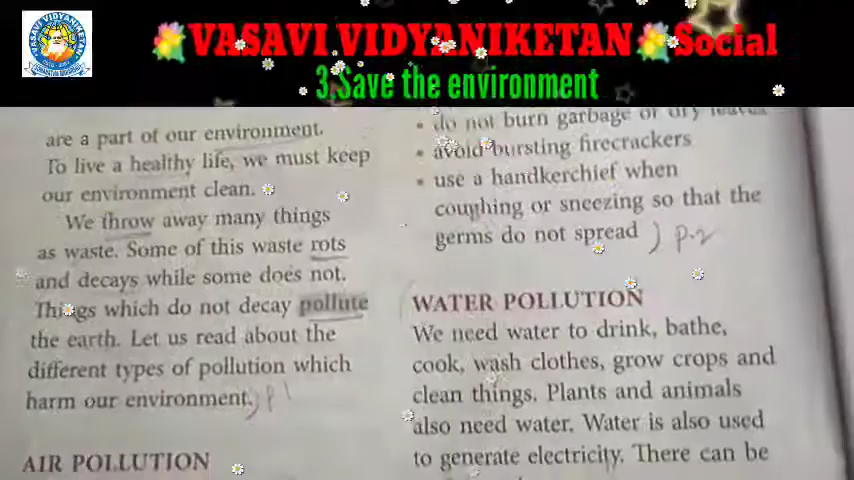 VASAVI VIDYANIKETAN Social
3.Save the environment
VASAVI VIDYANIKETAN
are a part of our environment.
To live a healthy life, we must keep
our environment clean.
We throw away many things
as waste. Some of this waste rots
and decays while some does not.
Things which do not decay pollute
the earth. Let us read about the
different types of pollution which
harm our environment.
AIR POLLUTION
• do not burn garbage or dry leaves
• avoid bursting firecrackers
• use a handkerchief when
coughing or sneezing so that the
germs do not spread ) p-2
WATER POLLUTION
We need water to drink, bathe,
cook, wash clothes, grow crops and
clean things. Plants and animals
also need water. Water is also used
to generate electricity. There can be